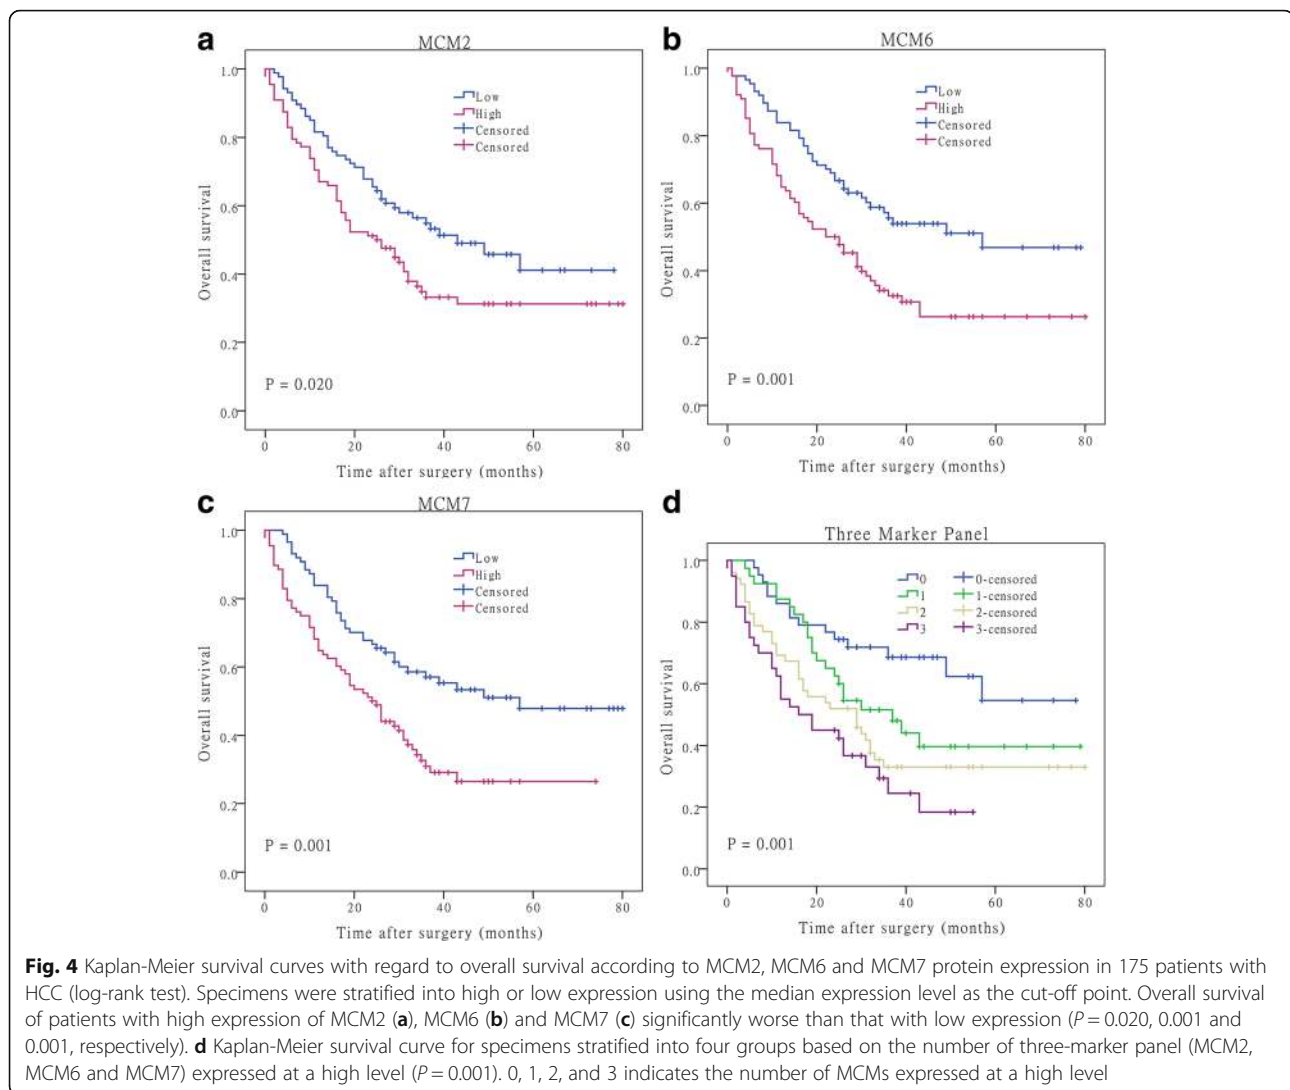 a
MCM2
1.0
0.8
0.6
0.4
0.2
0.0
Overall survival
Low
High
Censored
Censored
P = 0.020
0 20 40 60 80
Time after surgery (months)
b
MCM6
1.0
0.8
0.6
0.4
0.2
0.0
Overall survival
Low
High
Censored
Censored
P = 0.001
0 20 40 60 80
Time after surgery (months)
c
MCM7
1.0
0.8
0.6
0.4
0.2
0.0
Overall survival
Low
High
Censored
Censored
P = 0.001
0 20 40 60 80
Time after surgery (months)
d
Three Marker Panel
1.0
0.8
0.6
0.4
0.2
0.0
Overall survival
0 0-censored
1 1-censored
2 2-censored
3 3-censored
P = 0.001
0 20 40 60 80
Time after surgery (months)
Fig. 4 Kaplan-Meier survival curves with regard to overall survival according to MCM2, MCM6 and MCM7 protein expression in 175 patients with
HCC (log-rank test). Specimens were stratified into high or low expression using the median expression level as the cut-off point. Overall survival
of patients with high expression of MCM2 (a), MCM6 (b) and MCM7 (c) significantly worse than that with low expression (P = 0.020, 0.001 and
0.001, respectively). d Kaplan-Meier survival curve for specimens stratified into four groups based on the number of three-marker panel (MCM2,
MCM6 and MCM7) expressed at a high level (P = 0.001). 0, 1, 2, and 3 indicates the number of MCMs expressed at a high level